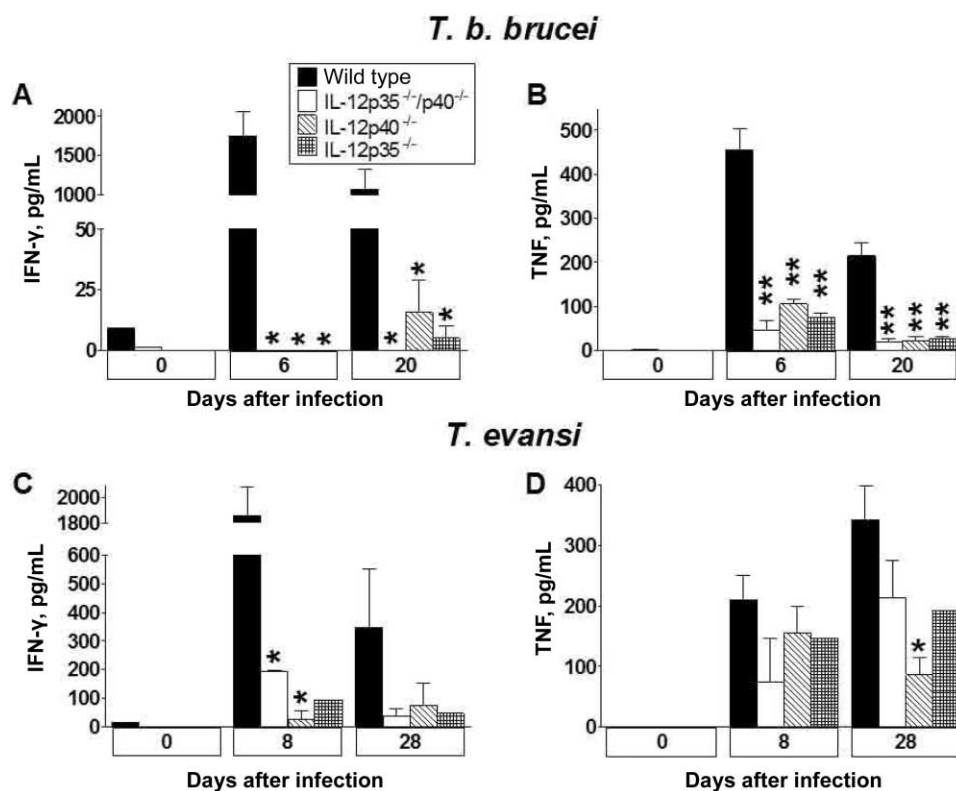 T. b. brucei
A
Wild type
IL-12p35-/-/p40-/-
IL-12p40-/-
IL-12p35-/-
IFN-γ, pg/mL
2000
1500
1000
50
25
0
* * *
* * *
0 6 20
Days after infection
B
TNF, pg/mL
500
400
300
200
100
0
** ** **
** ** **
0 6 20
Days after infection
T. evansi
C
IFN-γ, pg/mL
2000
1800
600
500
400
300
200
100
0
* *
0 8 28
Days after infection
D
TNF, pg/mL
400
300
200
100
0
*
0 8 28
Days after infection